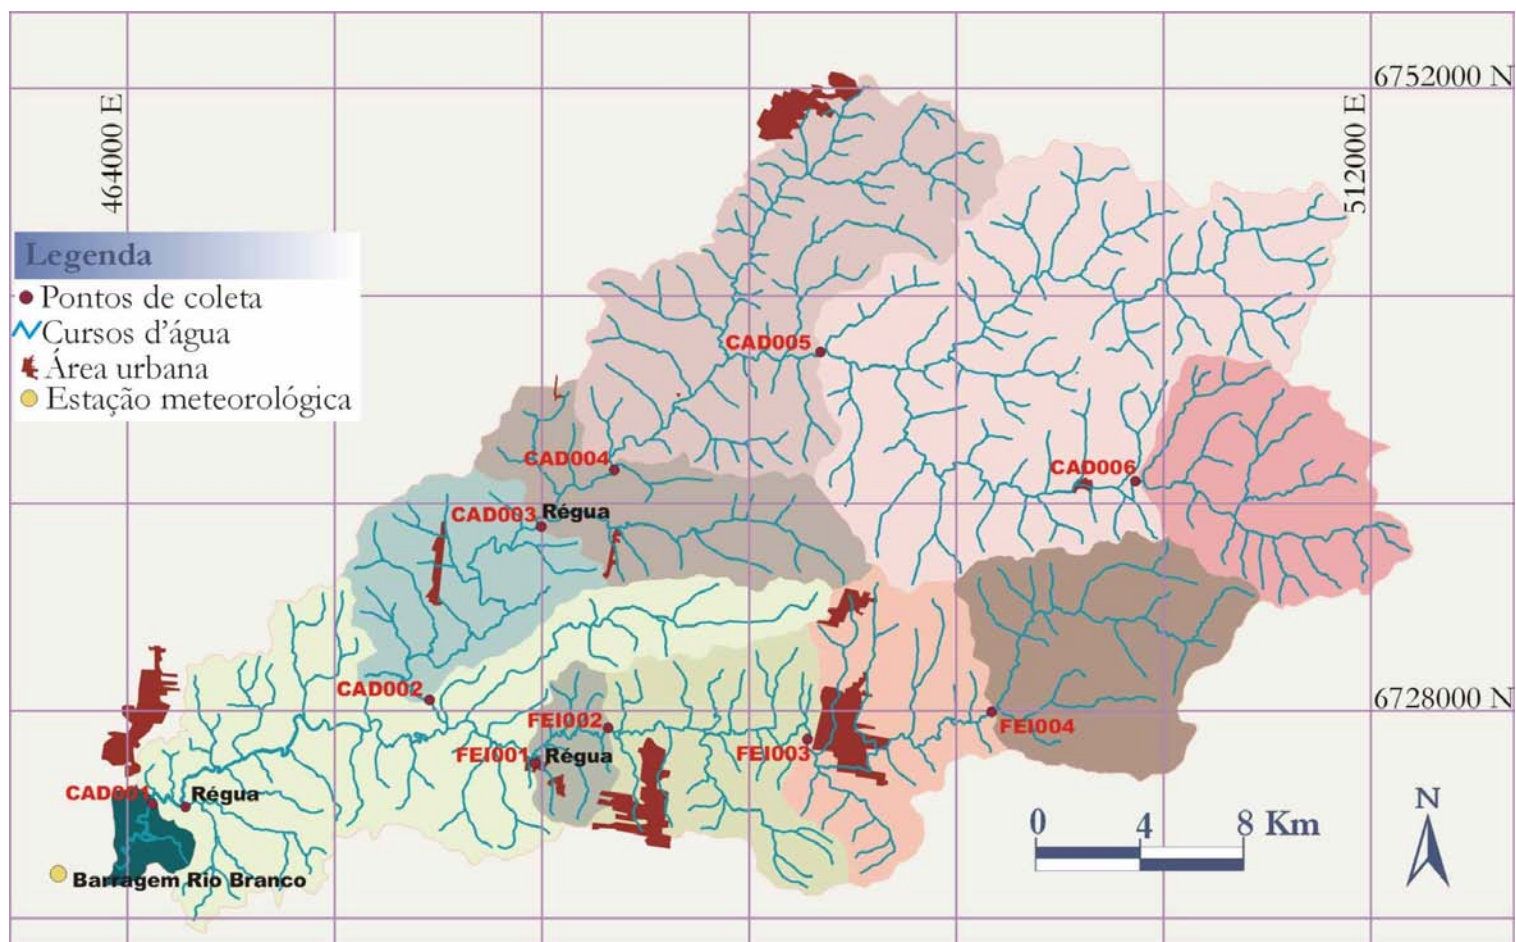 6752000 N
464000 E
512000 E
Legenda
Pontos de coleta
Cursos d'água
Área urbana
Estação meteorológica
CAD005
CAD004
CAD006
CAD003 Régua
CAD002
6728000 N
FEI002
FEI004
FEI001 Régua
FEI003
CAD001
Régua
N
0 4 8 Km
Barragem Rio Branco